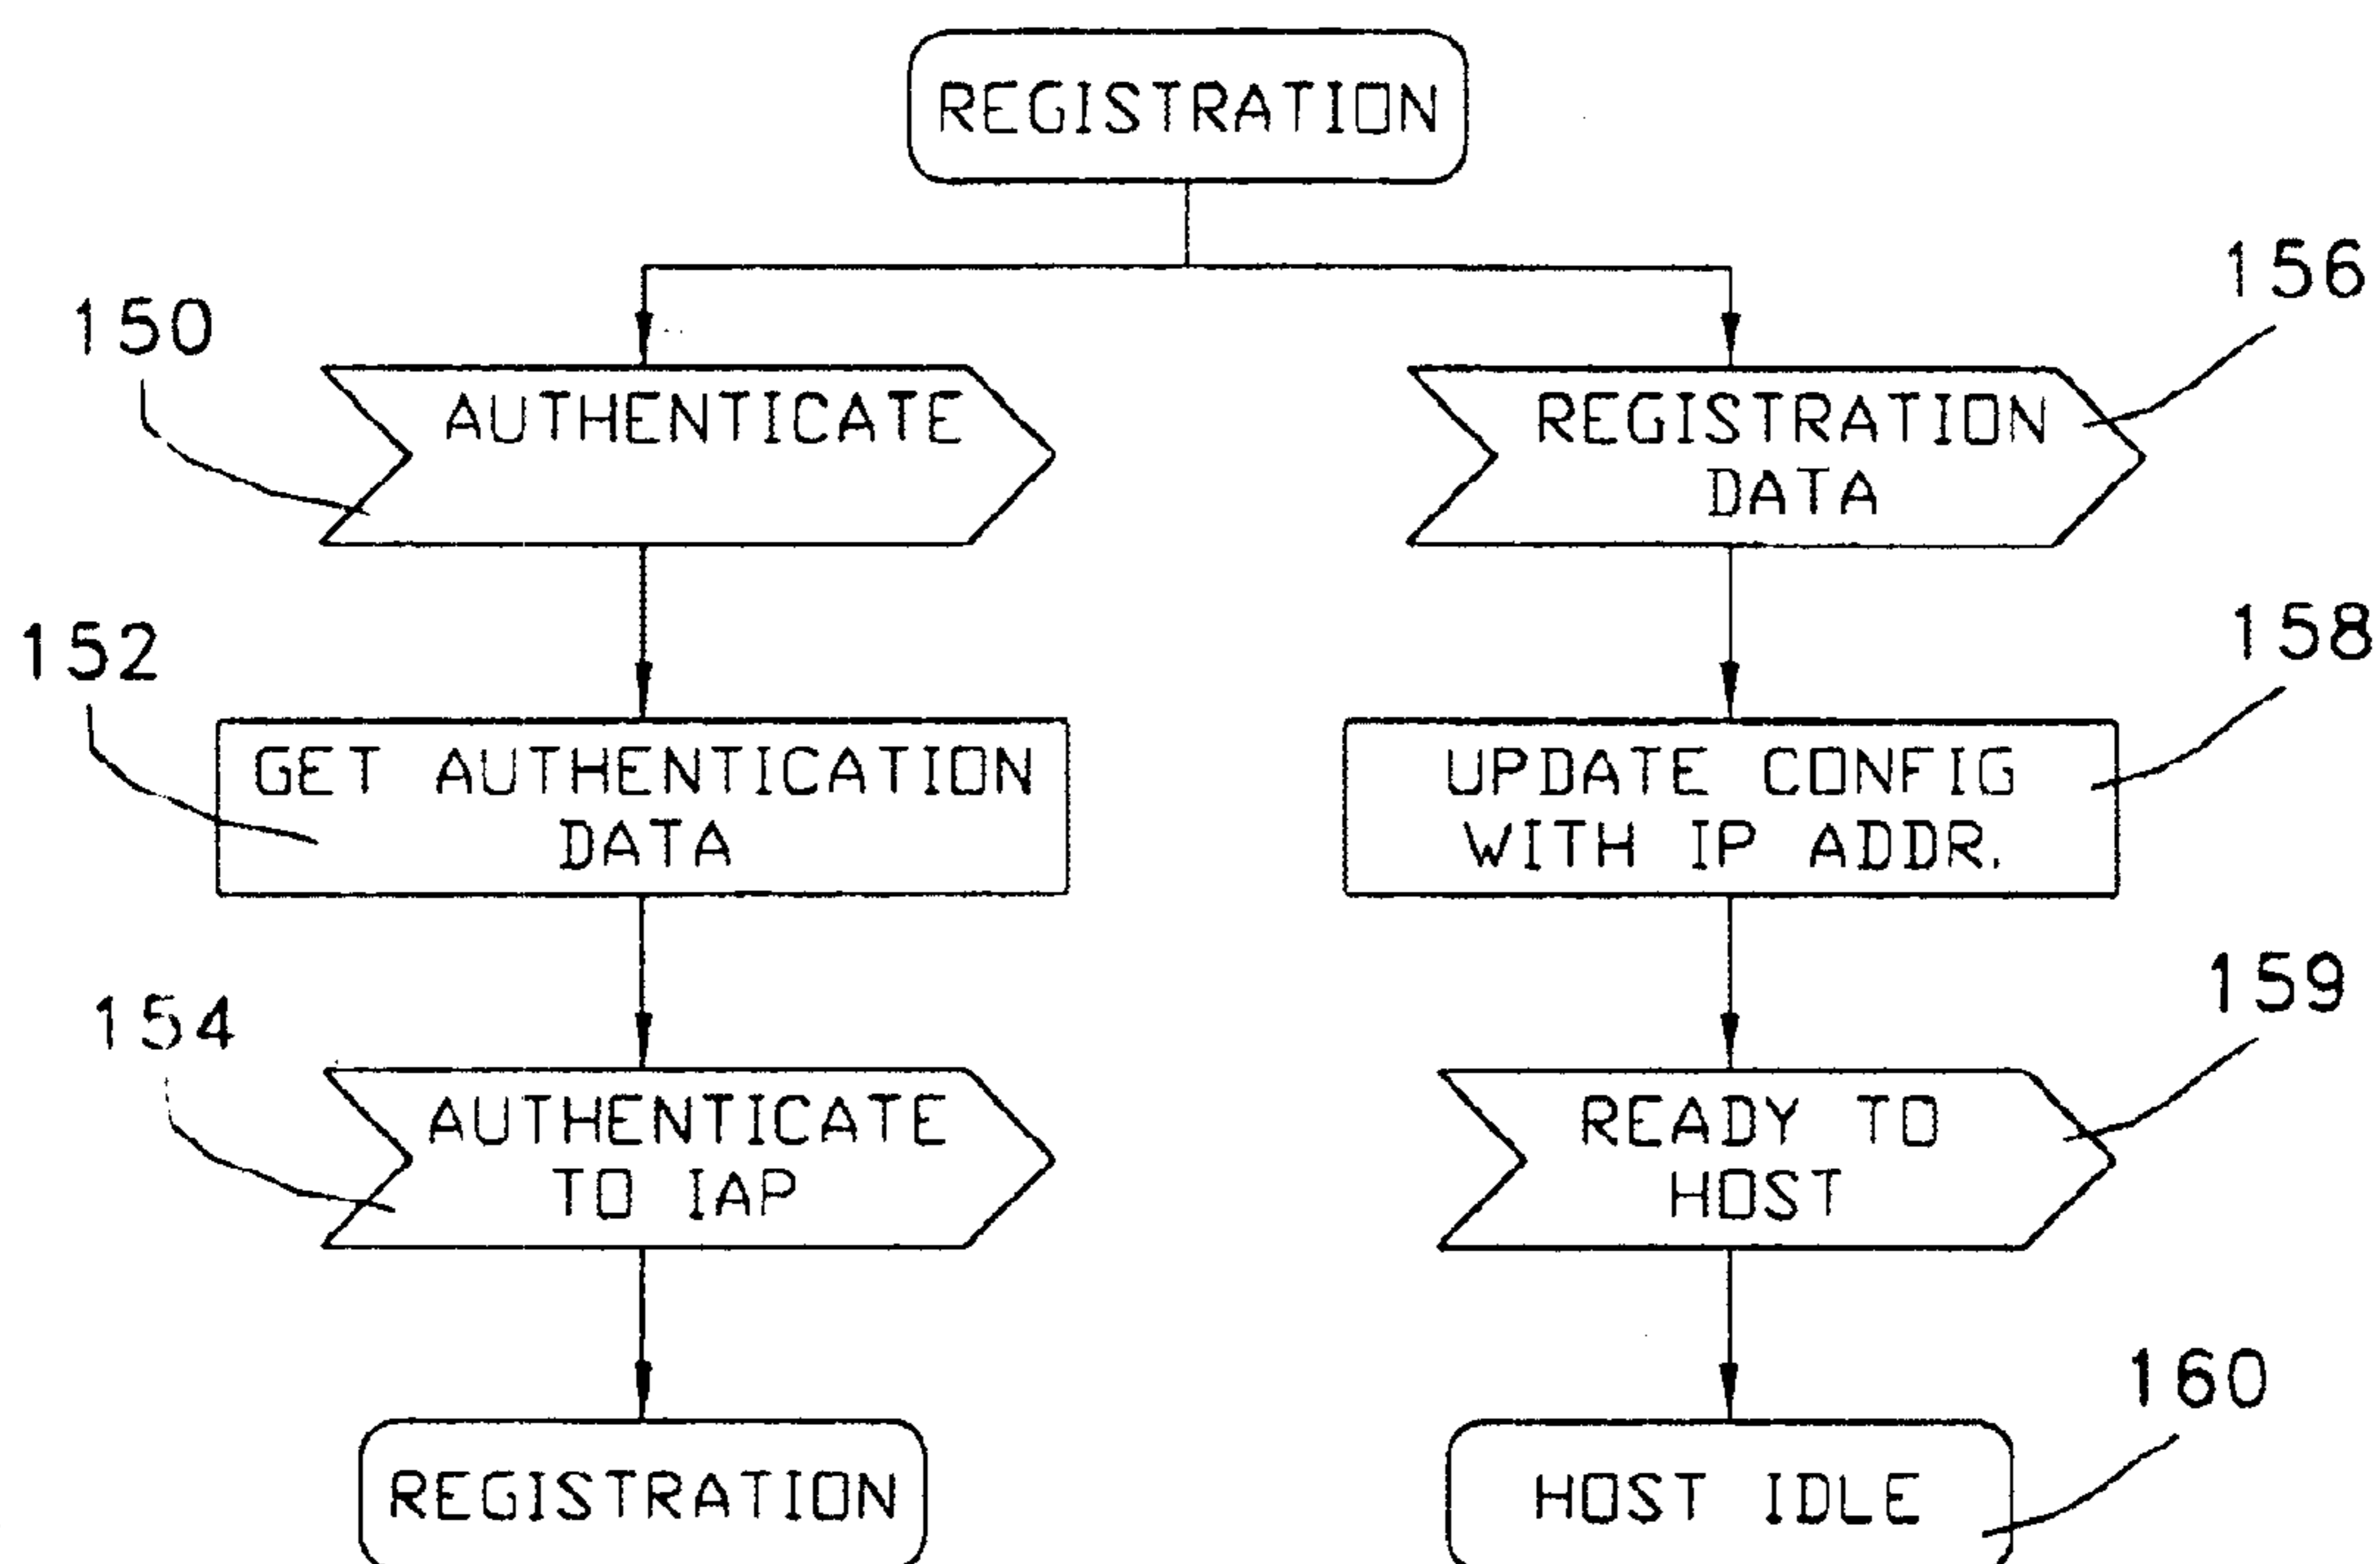 REGISTRATION
150
156
AUTHENTICATE
REGISTRATION
DATA
152
158
GET AUTHENTICATION
DATA
UPDATE CONFIG
WITH IP ADDR.
154
159
AUTHENTICATE
TO IAP
READY TO
HOST
160
REGISTRATION
HOST IDLE